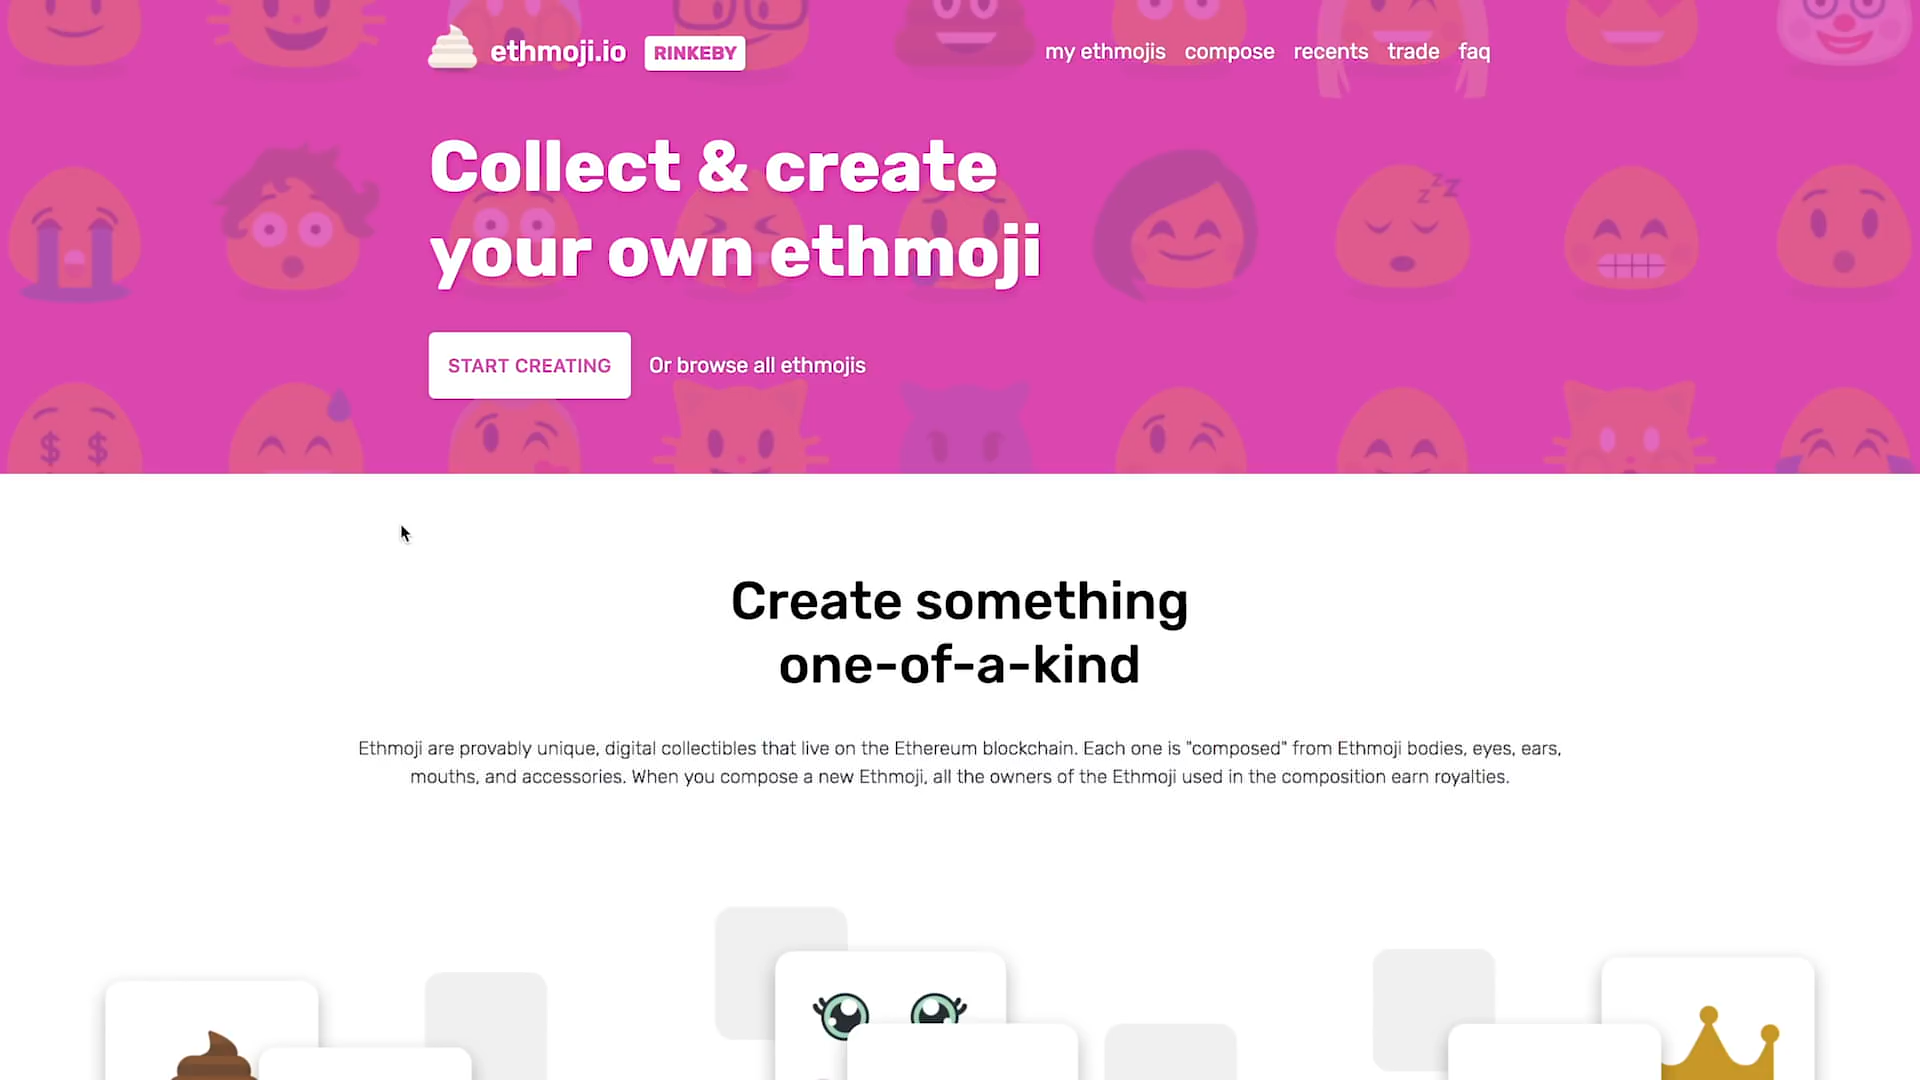 ethmoji.io RINKEBY my ethmojis compose recents trade faq
Collect & create
your own ethmoji
START CREATING Or browse all ethmojis
Create something
one-of-a-kind
Ethmoji are provably unique, digital collectibles that live on the Ethereum blockchain. Each one is "composed" from Ethmoji bodies, eyes, ears,
mouths, and accessories. When you compose a new Ethmoji, all the owners of the Ethmoji used in the composition earn royalties.